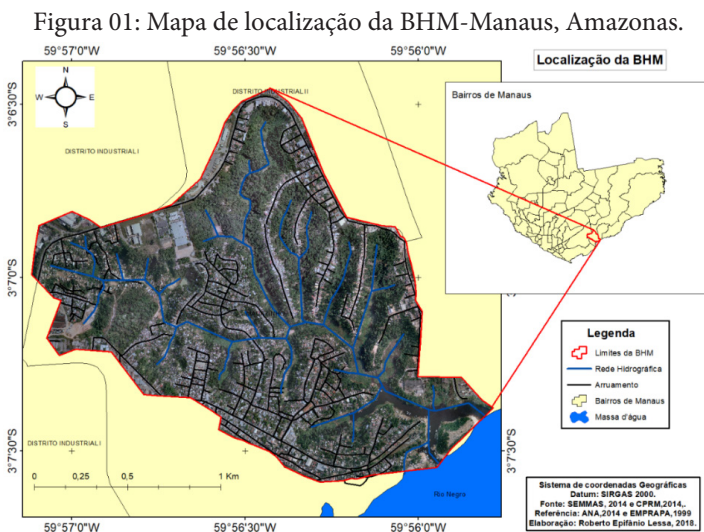 Figura 01: Mapa de localização da BHM-Manaus, Amazonas.
59°57'0"W
59°56'30"W
59°56'0"W
Localização da BHM
N
W E
S
3°6'30"S
DISTRITO INDUSTRIAL II
DISTRITO INDUSTRIAL I
Bairros de Manaus
3°7'0"S
3°7'0"S
Legenda
Limites da BHM
Rede Hidrográfica
Arruamento
Bairros de Manaus
Massa d'água
3°7'30"S
3°7'30"S
DISTRITO INDUSTRIAL I
0 0,25 0,5 1 Km
Rio Negro
Sistema de coordenadas Geográficas
Datum: SIRGAS 2000.
Fonte: SEMMAS, 2014 e CPRM,2014,.
Referência: ANA,2014 e EMPRAPA,1999
Elaboração: Roberto Epifânio Lessa, 2018.
59°57'0"W
59°56'30"W
59°56'0"W